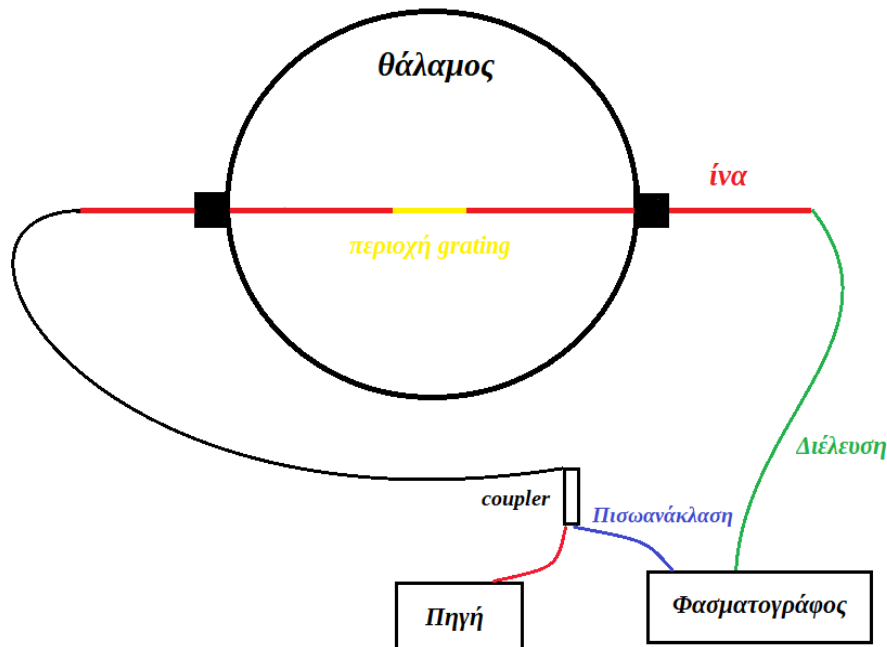 θάλαμος
ίνα
περιοχή grating
Διέλευση
coupler
Πισωανάκλαση
Πηγή
Φασματογράφος